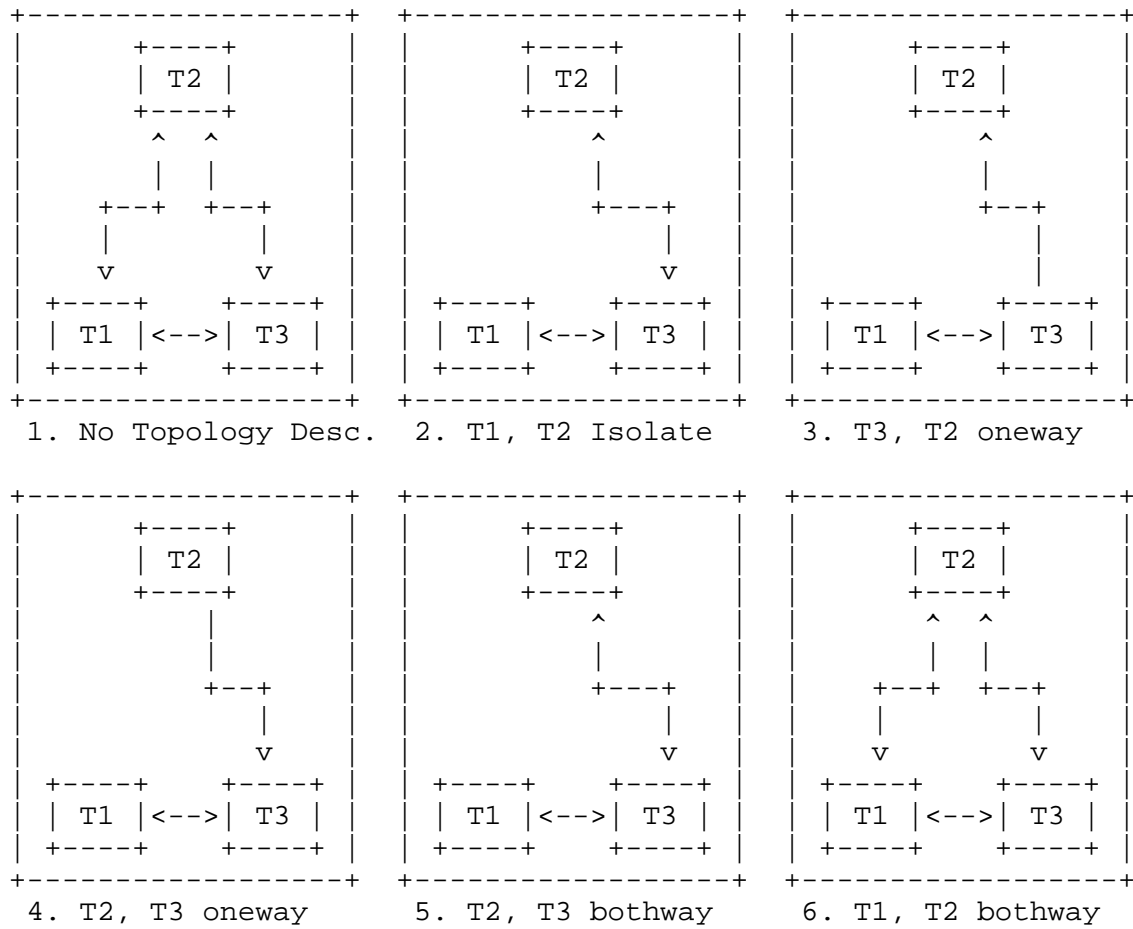 T2 T2 T2
T1 T3 T1 T3 T1 T3
1. No Topology Desc. 2. T1, T2 Isolate 3. T3, T2 oneway
T2 T2 T2
T1 T3 T1 T3 T1 T3
4. T2, T3 oneway 5. T2, T3 bothway 6. T1, T2 bothway